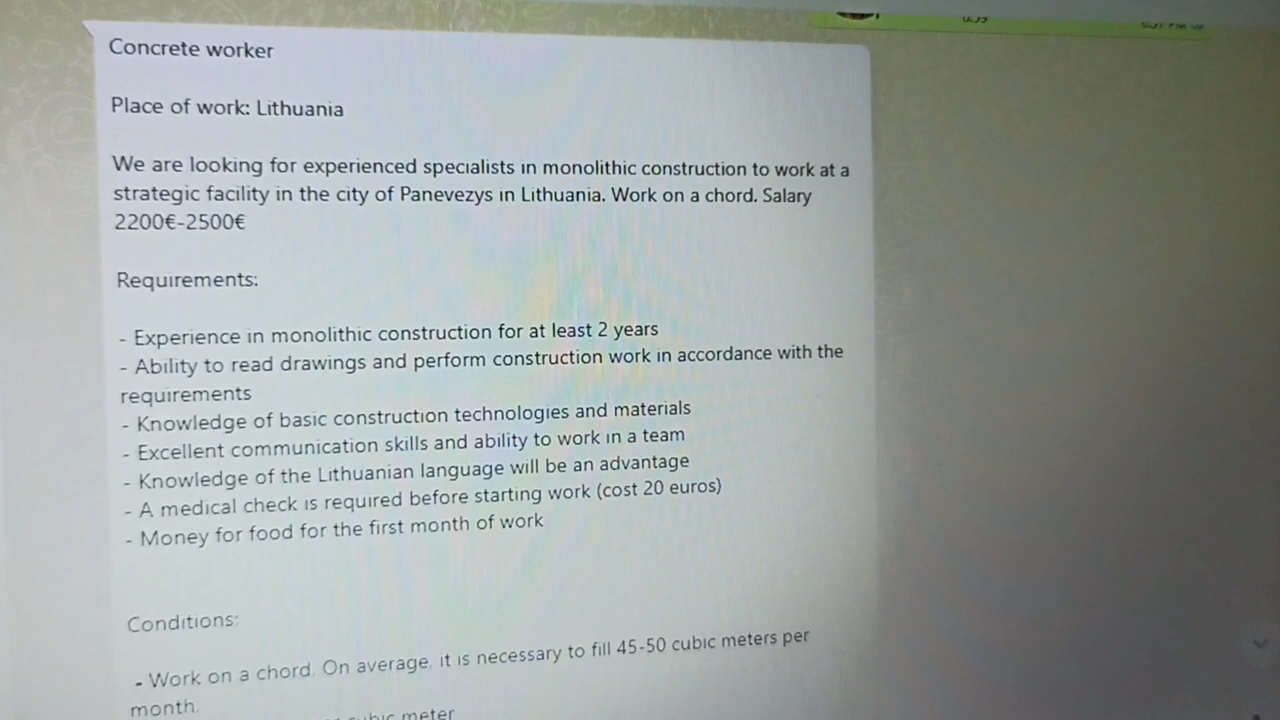 Concrete worker
Place of work: Lithuania
We are looking for experienced specialists in monolithic construction to work at a
strategic facility in the city of Panevezys in Lithuania. Work on a chord. Salary
2200€-2500€
Requirements:
- Experience in monolithic construction for at least 2 years
- Ability to read drawings and perform construction work in accordance with the
requirements
- Knowledge of basic construction technologies and materials
- Excellent communication skills and ability to work in a team
- Knowledge of the Lithuanian language will be an advantage
- A medical check is required before starting work (cost 20 euros)
- Money for food for the first month of work
Conditions:
- Work on a chord. On average, it is necessary to fill 45-50 cubic meters per
month.
cubic meter